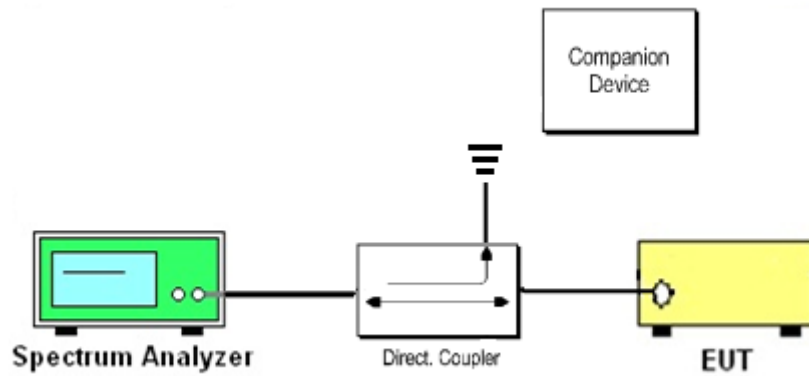 Companion
Device
Spectrum Analyzer
Direct. Coupler
EUT